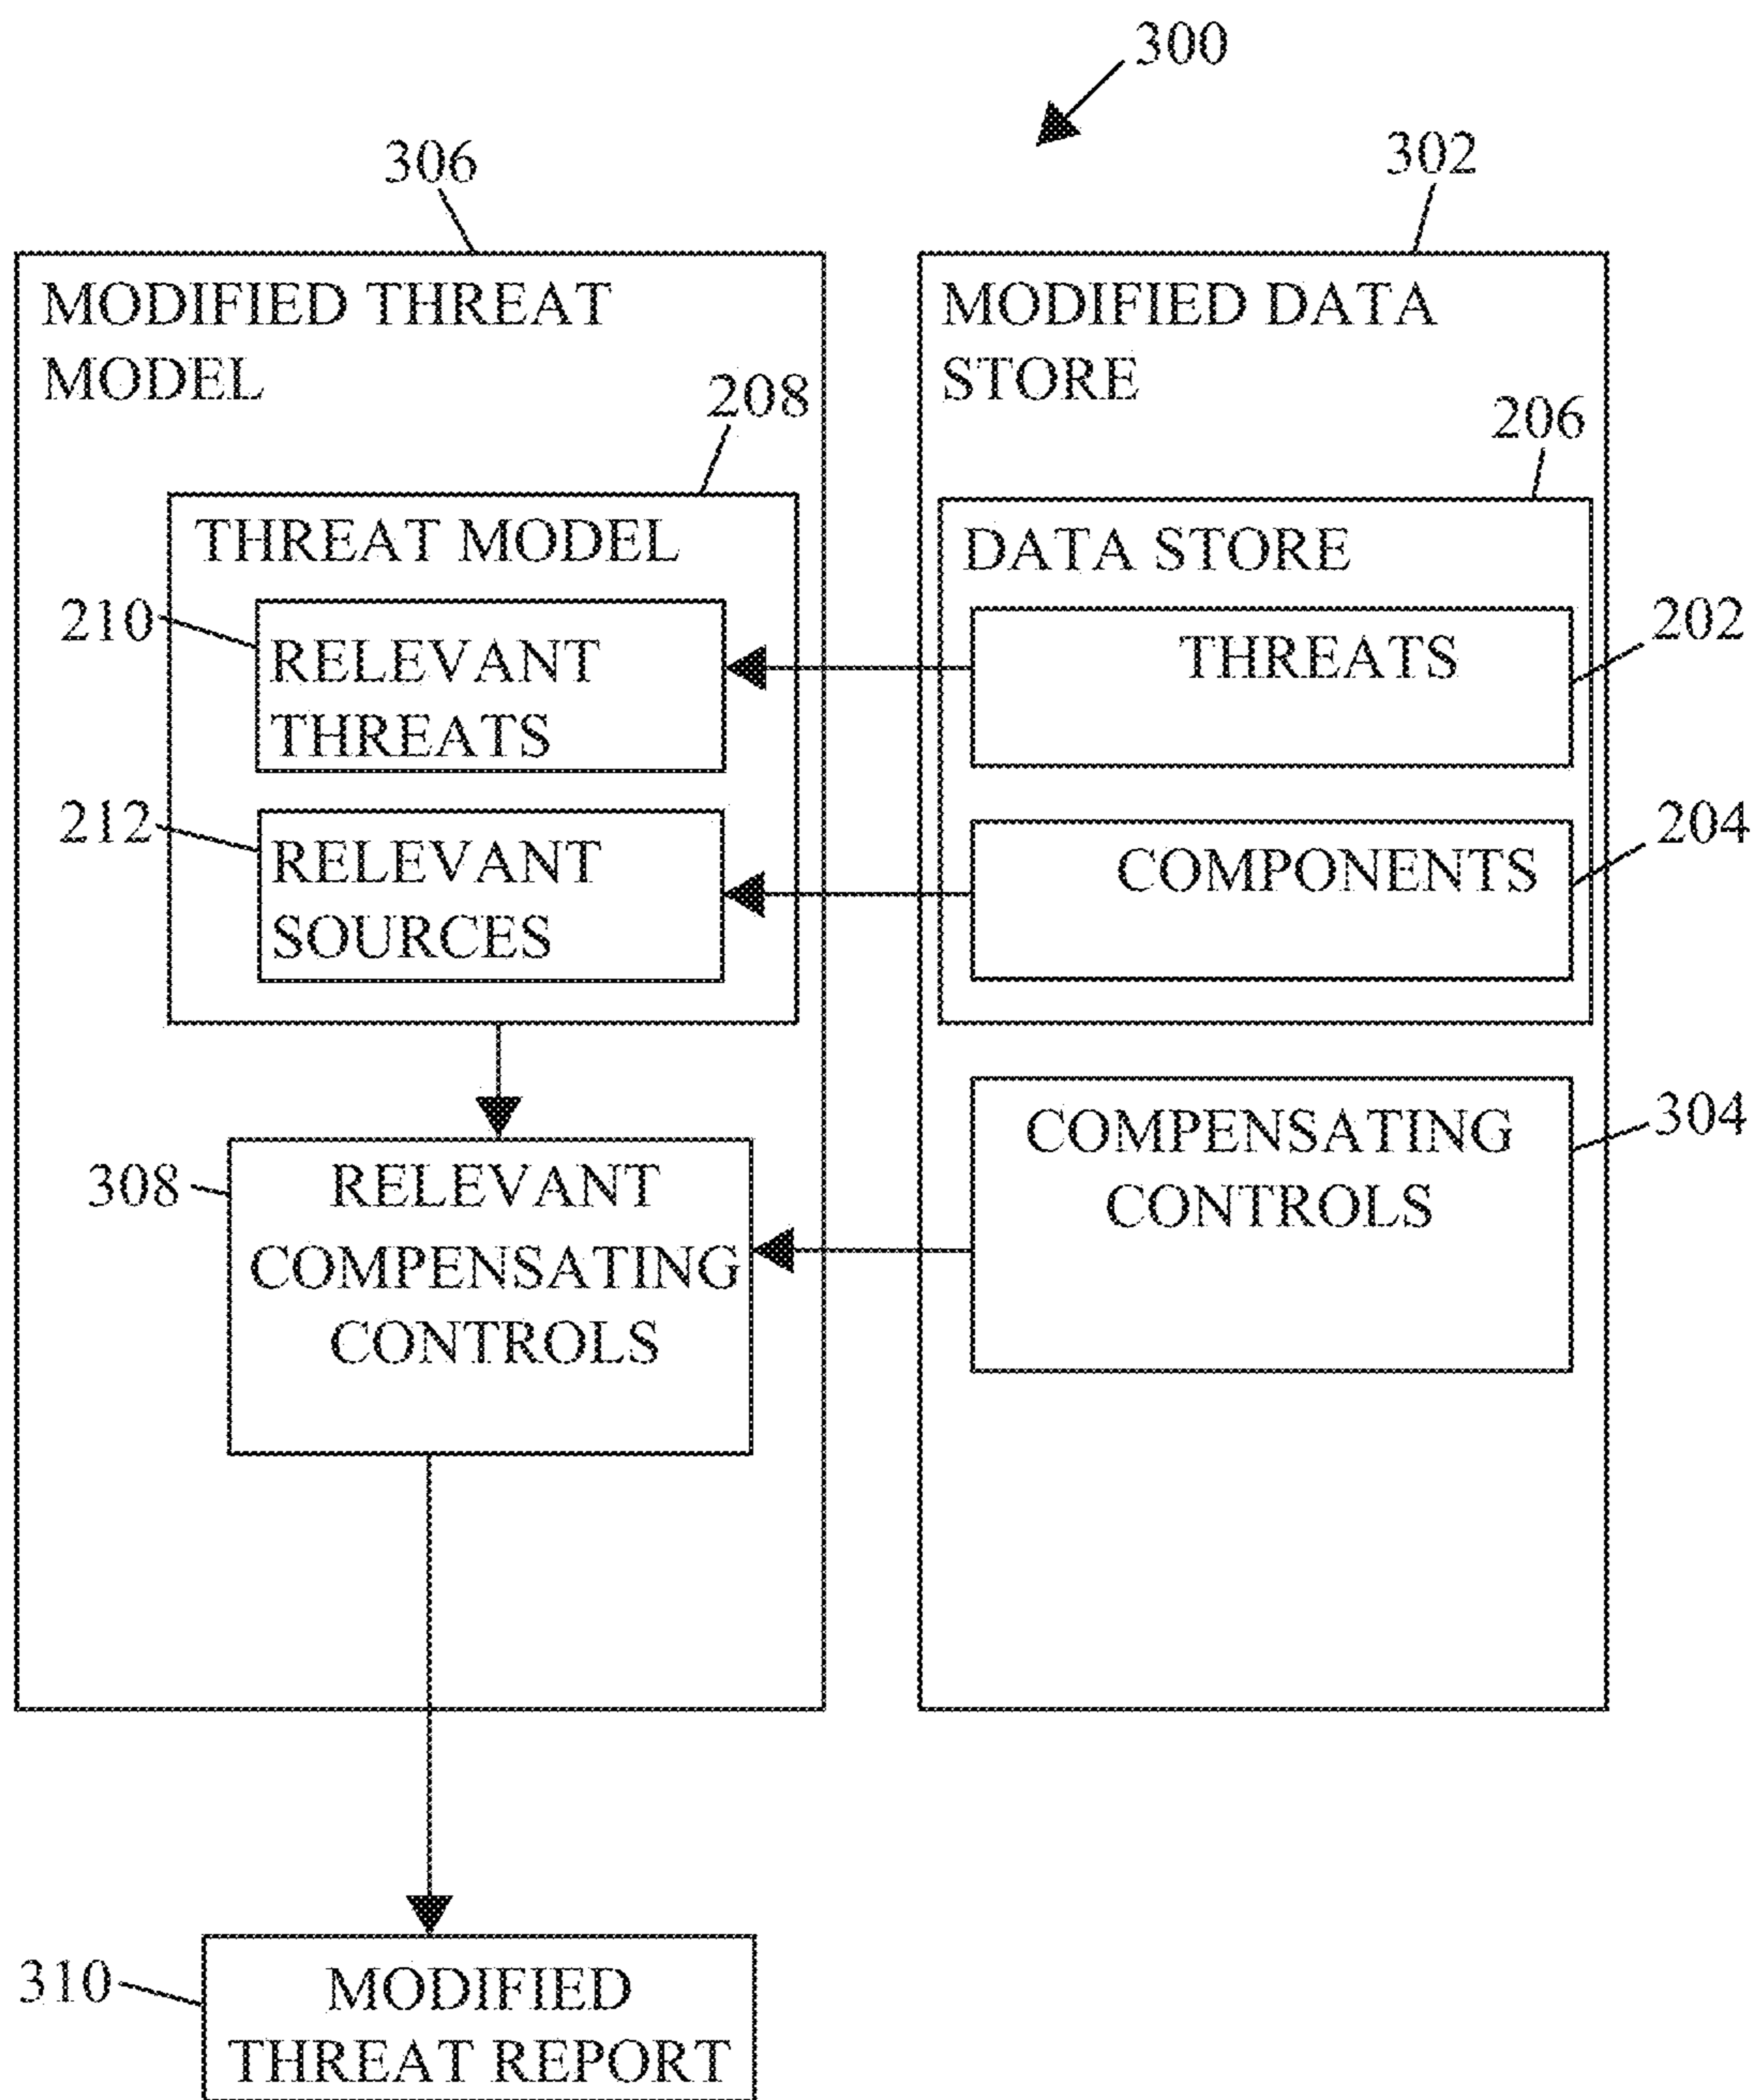 300
306
302
MODIFIED THREAT
MODEL
MODIFIED DATA
STORE
208
206
THREAT MODEL
DATA STORE
210
RELEVANT
THREATS
THREATS
202
212
RELEVANT
SOURCES
COMPONENTS
204
308
RELEVANT
COMPENSATING
CONTROLS
COMPENSATING
CONTROLS
304
310
MODIFIED
THREAT REPORT